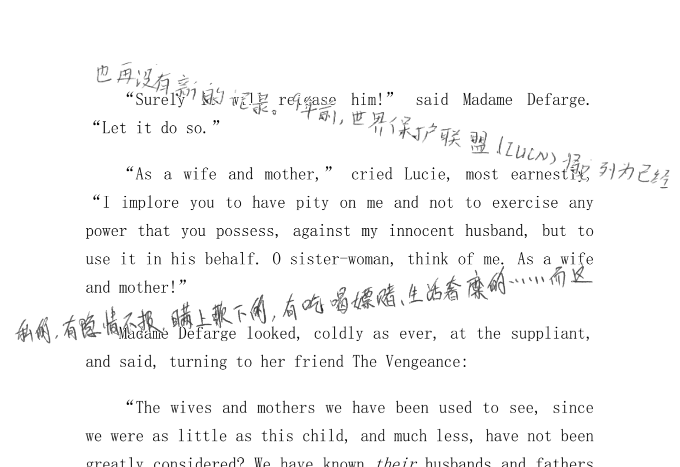 也再没有新的记录。 年前,世界保护联盟(IUCN) 列为已经
“Surely will release him!” said Madame Defarge.
“Let it do so.”
“As a wife and mother,” cried Lucie, most earnestly,
“I implore you to have pity on me and not to exercise any
power that you possess, against my innocent husband, but to
use it in his behalf. O sister-woman, think of me. As a wife
and mother!”
私的,有隐情不报、瞒上欺下的,有吃喝嫖赌、生活奢靡的……而这
Madame Defarge looked, coldly as ever, at the suppliant,
and said, turning to her friend The Vengeance:
“The wives and mothers we have been used to see, since
we were as little as this child, and much less, have not been
greatly considered? We have known their husbands and fathers